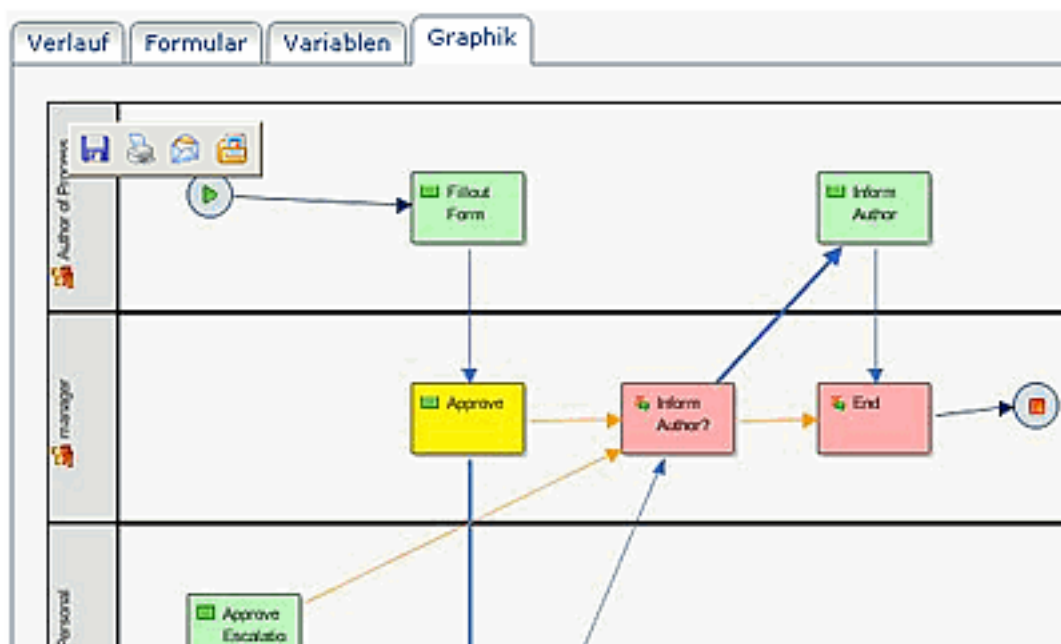 Verlauf Formular Variablen Graphik
Author of Process
Fillout
Form
Inform
Author
manager
Approve
Inform
Author?
End
Personal
Approve
Escalatio